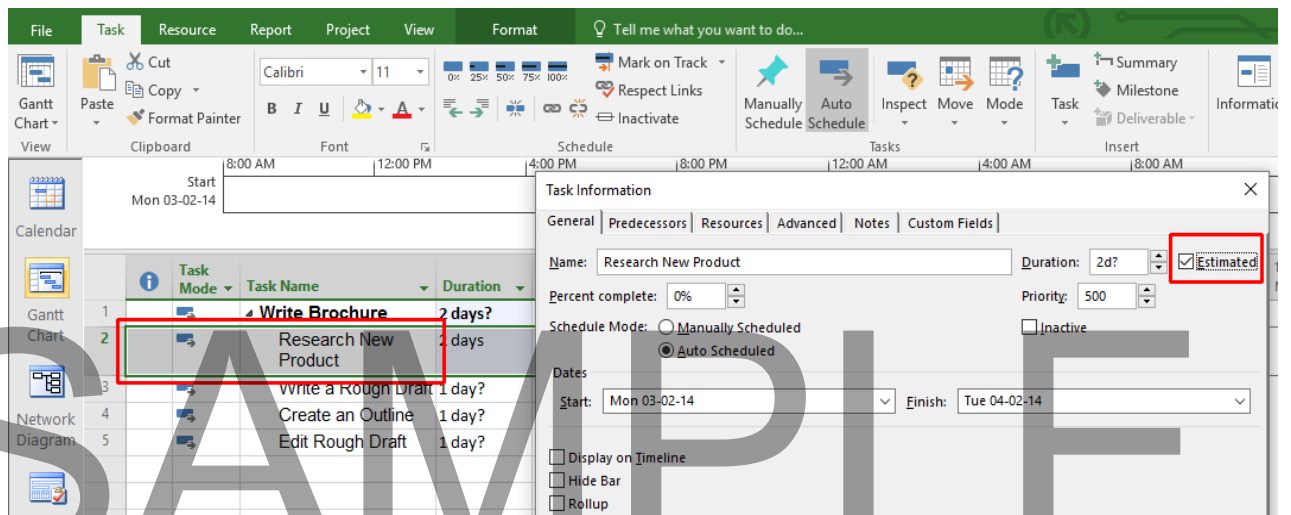 File Task Resource Report Project View Format Tell me what you want to do...
Cut
Copy
Format Painter
Gantt Chart
Paste
Calibri 11
B I U A
0% 25% 50% 75% 100%
Mark on Track
Respect Links
Inactivate
Manually Schedule
Auto Schedule
Inspect Move Mode
Task
Summary
Milestone
Deliverable
View Clipboard Font Schedule Tasks Insert
8:00 AM 12:00 PM 4:00 PM 8:00 PM 12:00 AM 4:00 AM 8:00 AM
Start
Mon 03-02-14
Calendar
Gantt
Chart
Network
Diagram
Task Mode Task Name Duration
1 Write Brochure 2 days?
2 Research New Product 2 days
3 Write a Rough Draft 1 day?
4 Create an Outline 1 day?
5 Edit Rough Draft 1 day?
Task Information
General Predecessors Resources Advanced Notes Custom Fields
Name: Research New Product Duration: 2d? Estimated
Percent complete: 0% Priority: 500
Schedule Mode: Manually Scheduled Inactive
Auto Scheduled
Dates
Start: Mon 03-02-14 Finish: Tue 04-02-14
Display on Timeline
Hide Bar
Rollup
SAMPLE